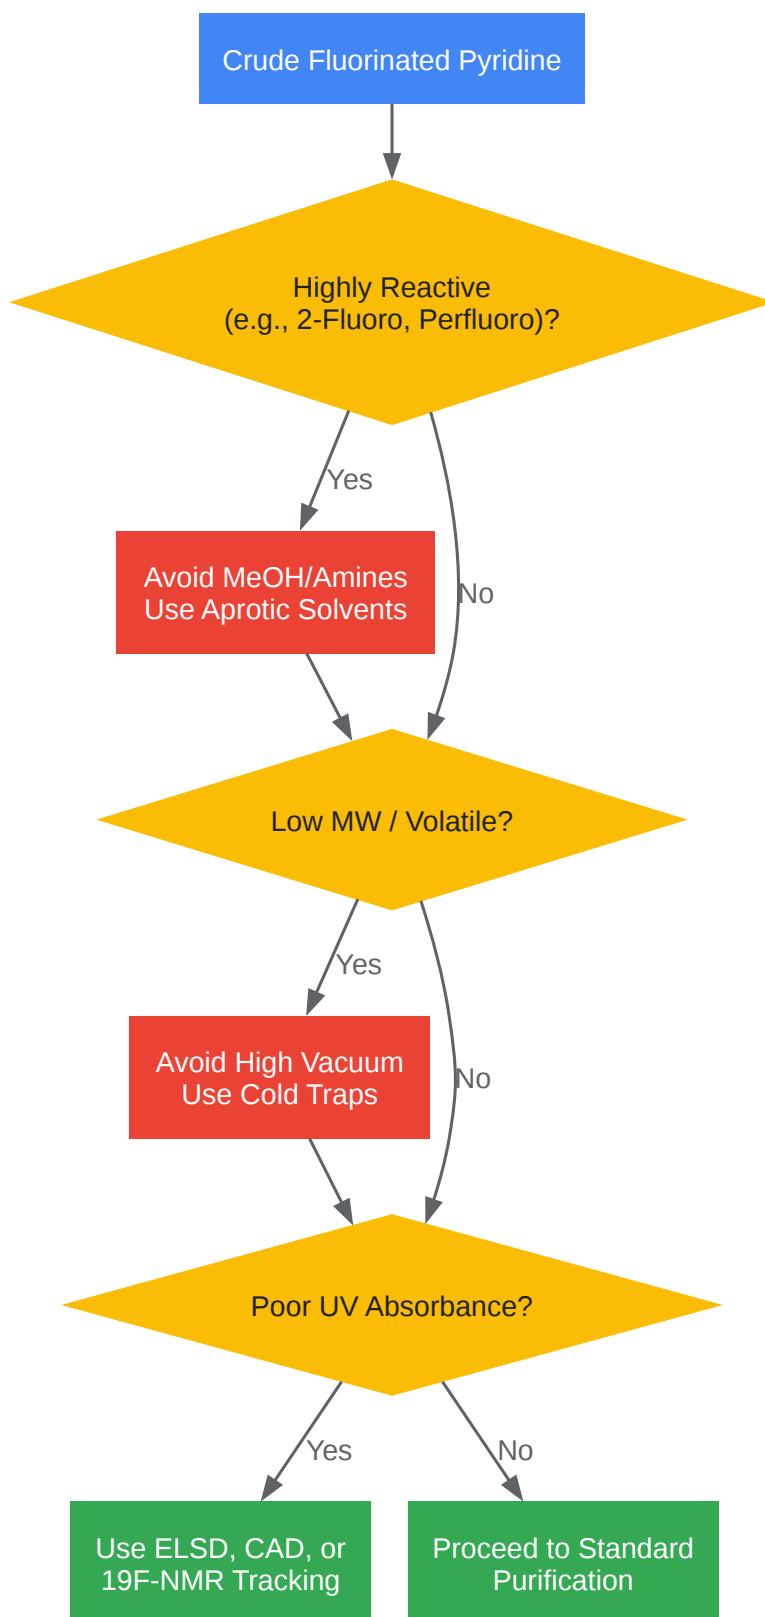 Crude Fluorinated Pyridine
Highly Reactive
(e.g., 2-Fluoro, Perfluoro)?
Yes
Avoid MeOH/Amines
Use Aprotic Solvents
No
Low MW / Volatile?
Yes
Avoid High Vacuum
Use Cold Traps
No
Poor UV Absorbance?
Yes
No
Use ELSD, CAD, or
19F-NMR Tracking
Proceed to Standard
Purification